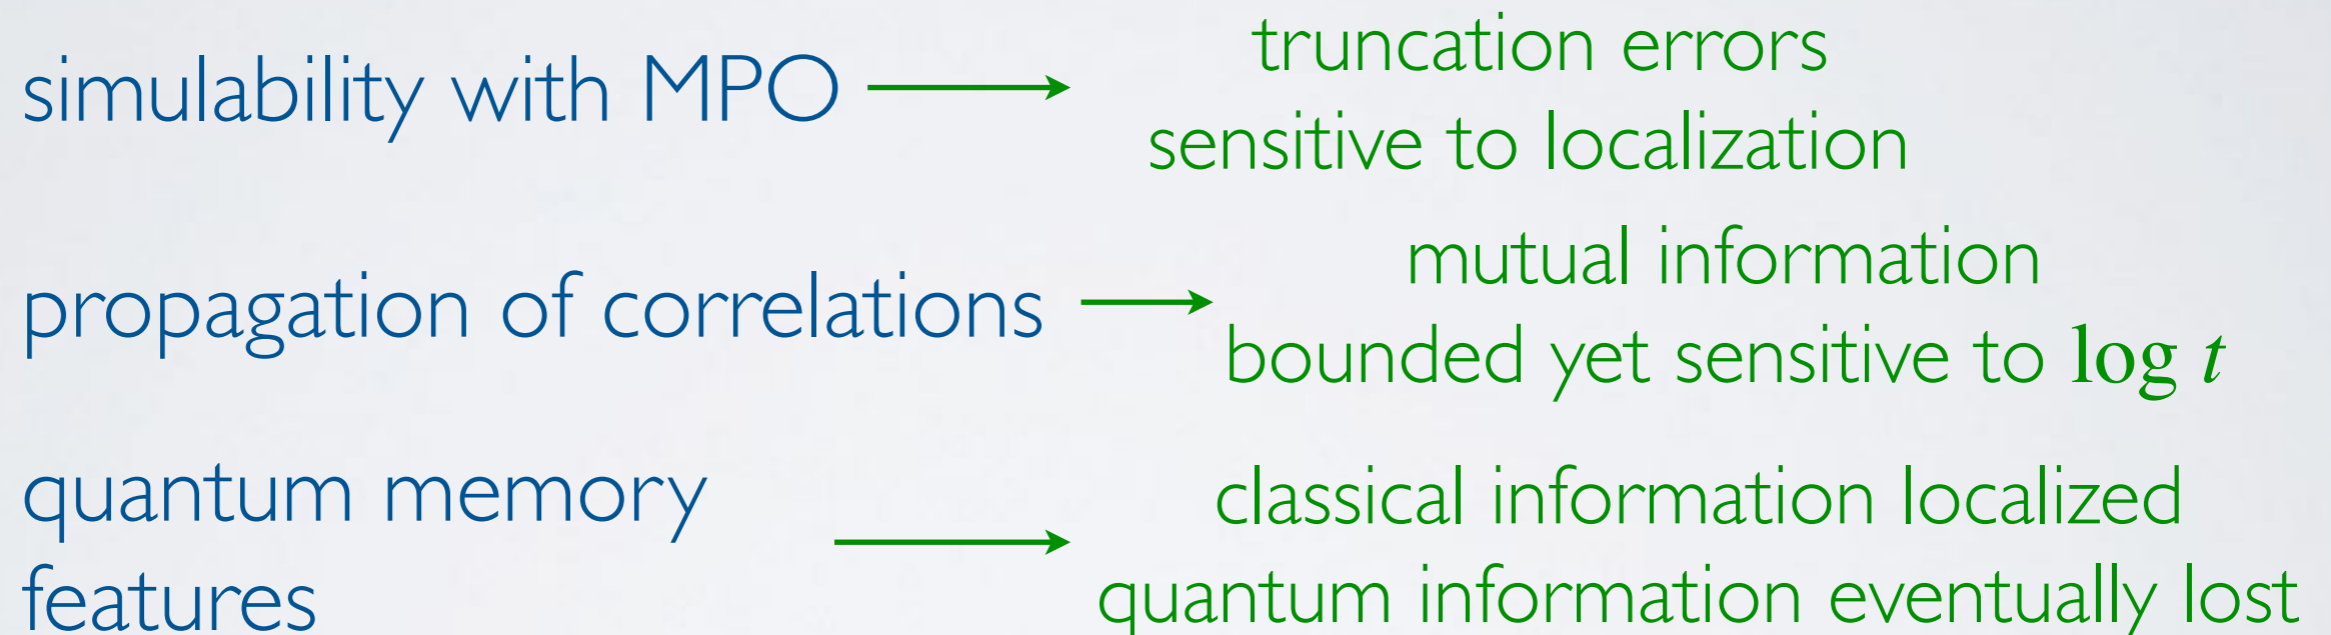 simulability with MPO
truncation errors
sensitive to localization
propagation of correlations
mutual information
bounded yet sensitive to log t
quantum memory
features
classical information localized
quantum information eventually lost